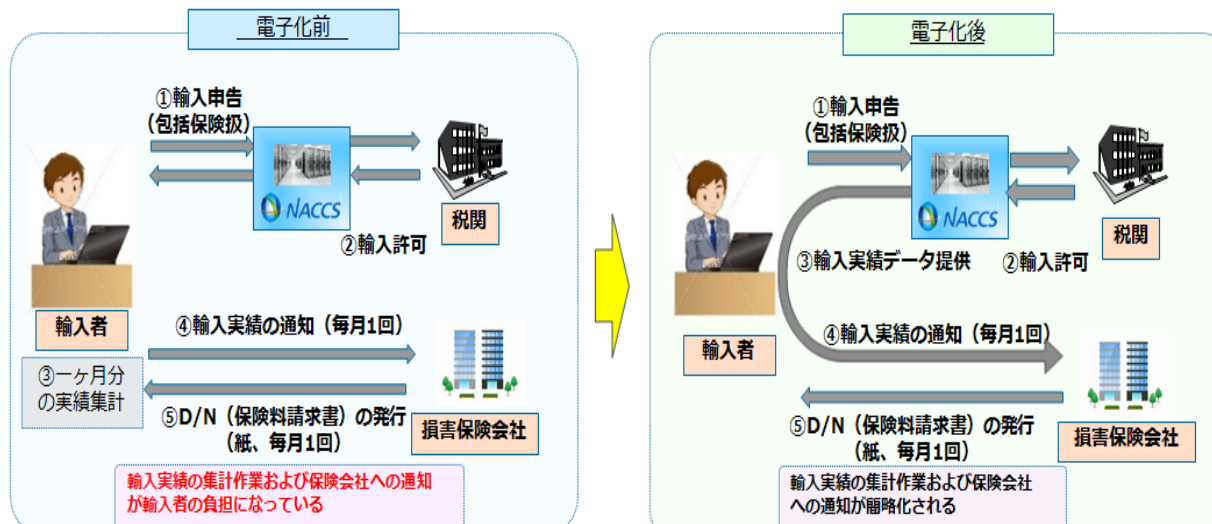 電子化前
①輸入申告
（包括保険扱）
NACCS
税関
②輸入許可
輸入者
③一ヶ月分
の実績集計
④輸入実績の通知（毎月1回）
⑤D/N（保険料請求書）の発行
（紙、毎月1回）
損害保険会社
輸入実績の集計作業および保険会社への通知
が輸入者の負担になっている
電子化後
①輸入申告
（包括保険扱）
NACCS
税関
③輸入実績データ提供
②輸入許可
輸入者
④輸入実績の通知（毎月1回）
⑤D/N（保険料請求書）の発行
（紙、毎月1回）
損害保険会社
輸入実績の集計作業および保険会社
への通知が簡略化される